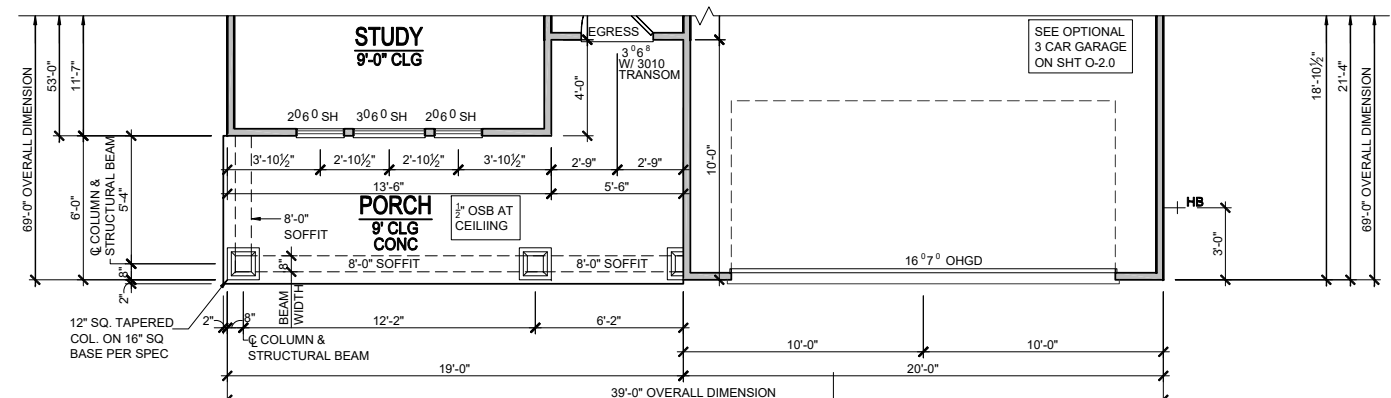 STUDY
9'-0" CLG
EGRESS
3⁰6⁸
W/ 3010
TRANSOM
SEE OPTIONAL
3 CAR GARAGE
ON SHT O-2.0
69'-0" OVERALL DIMENSION
53'-0"
11'-7"
4'-0"
18'-10½"
21'-4"
69'-0" OVERALL DIMENSION
2⁰6⁰ SH
3⁰6⁰ SH
2⁰6⁰ SH
3'-10½"
2'-10½"
2'-10½"
3'-10½"
2'-9"
2'-9"
10'-0"
13'-6"
5'-6"
℄ COLUMN &
STRUCTURAL BEAM
6'-0"
5'-4"
PORCH
9' CLG
CONC
½" OSB AT
CEILIING
8'-0"
SOFFIT
HB
3'-0"
8"
8'-0" SOFFIT
8'-0" SOFFIT
16⁰7⁰ OHGD
8"
2"
BEAM
WIDTH
12" SQ. TAPERED
COL. ON 16" SQ
BASE PER SPEC
2"
8"
12'-2"
6'-2"
℄ COLUMN &
STRUCTURAL BEAM
10'-0"
10'-0"
19'-0"
20'-0"
39'-0" OVERALL DIMENSION